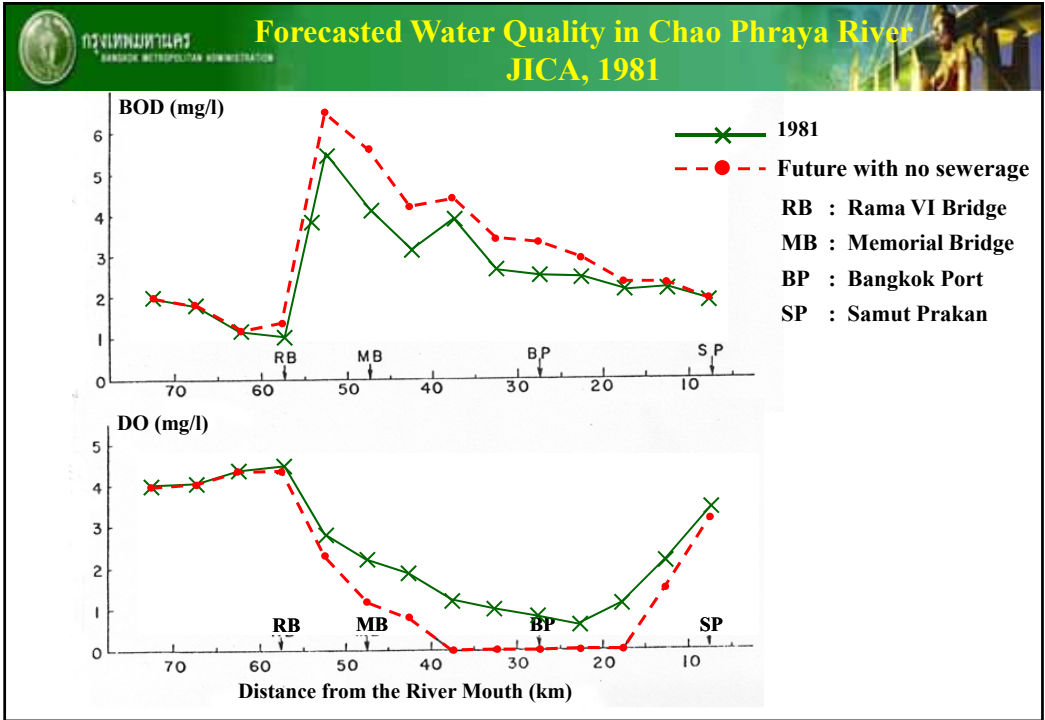 กรุงเทพมหานคร
BANGKOK METROPOLITAN ADMINISTRATION
Forecasted Water Quality in Chao Phraya River
JICA, 1981
BOD (mg/l)
6
5
4
3
2
1
0
RB
MB
BP
SP
70
60
50
40
30
20
10
1981
Future with no sewerage
RB : Rama VI Bridge
MB : Memorial Bridge
BP : Bangkok Port
SP : Samut Prakan
DO (mg/l)
5
4
3
2
1
0
RB
MB
BP
SP
70
60
50
40
30
20
10
Distance from the River Mouth (km)